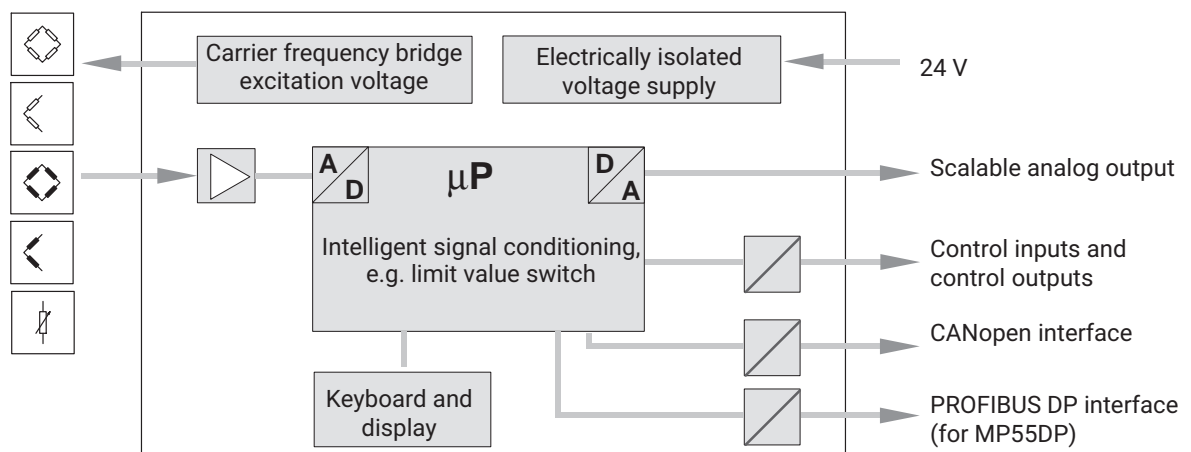 Carrier frequency bridge
excitation voltage
Electrically isolated
voltage supply
24 V
A
D
μP
D
A
Scalable analog output
Intelligent signal conditioning,
e.g. limit value switch
Control inputs and
control outputs
CANopen interface
Keyboard and
display
PROFIBUS DP interface
(for MP55DP)